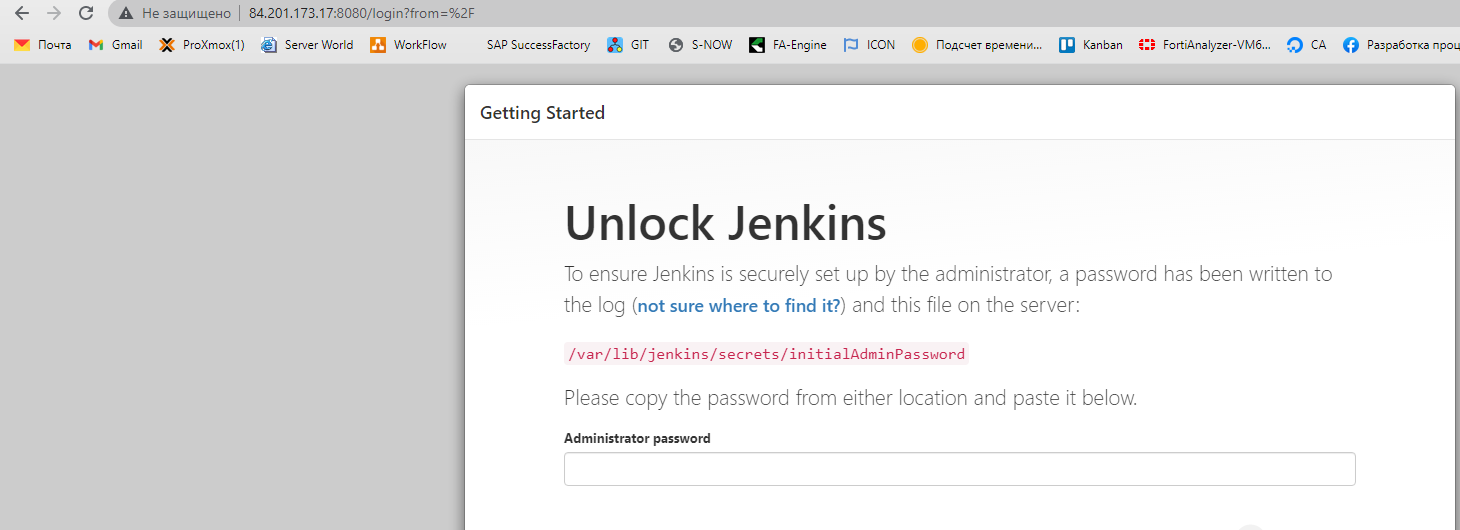 Не защищено | 84.201.173.17:8080/login?from=%2F
Почта Gmail ProXmox(1) Server World WorkFlow SAP SuccessFactory GIT S-NOW FA-Engine ICON Подсчет времени... Kanban FortiAnalyzer-VM6... CA Разработка проц
Getting Started
Unlock Jenkins
To ensure Jenkins is securely set up by the administrator, a password has been written to
the log (not sure where to find it?) and this file on the server:
/var/lib/jenkins/secrets/initialAdminPassword
Please copy the password from either location and paste it below.
Administrator password